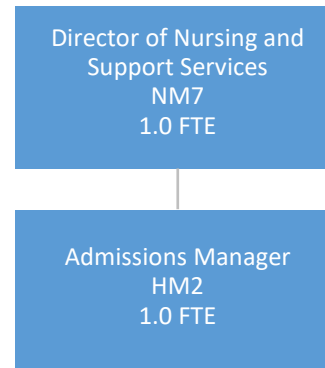 Director of Nursing and
Support Services
NM7
1.0 FTE
Admissions Manager
HM2
1.0 FTE